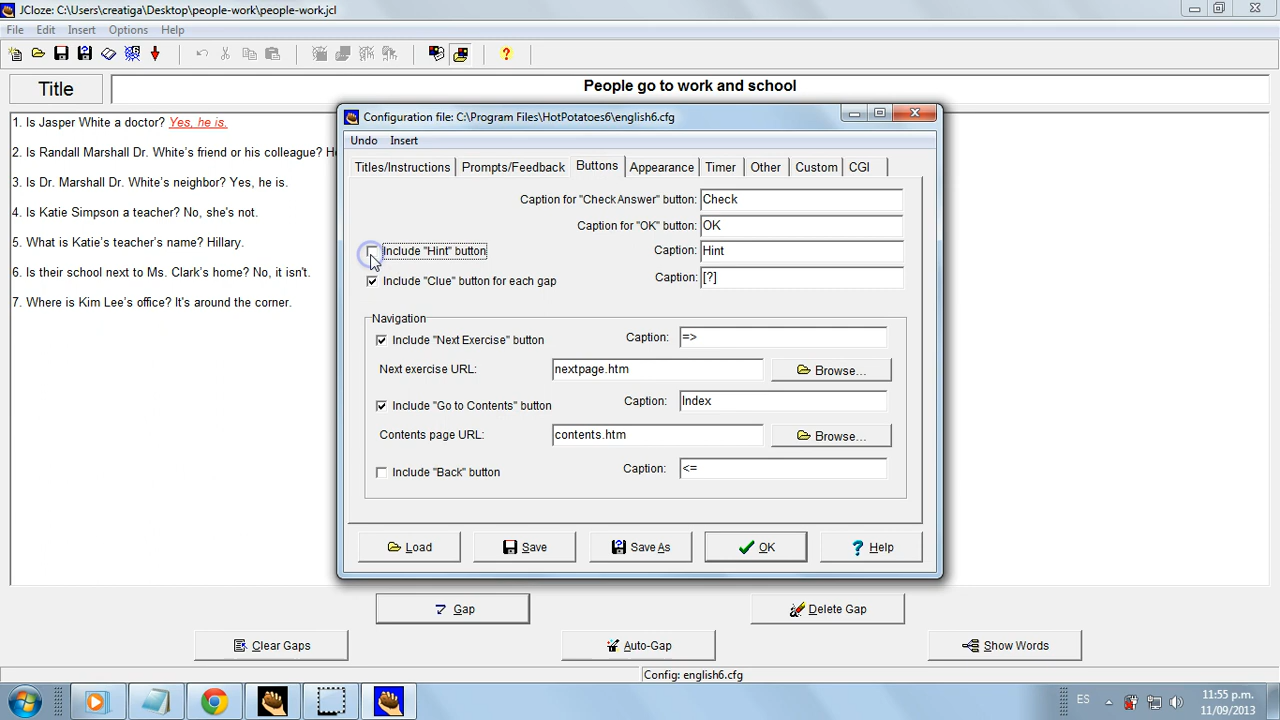 JCloze: C:\Users\creatiga\Desktop\people-work\people-work.jcl
File Edit Insert Options Help
Title
People go to work and school
1. Is Jasper White a doctor? Yes, he is.
2. Is Randall Marshall Dr. White's friend or his colleague? He
3. Is Dr. Marshall Dr. White's neighbor? Yes, he is.
4. Is Katie Simpson a teacher? No, she's not.
5. What is Katie's teacher's name? Hillary.
6. Is their school next to Ms. Clark's home? No, it isn't.
7. Where is Kim Lee's office? It's around the corner.
Configuration file: C:\Program Files\HotPotatoes6\english6.cfg
Undo Insert
Titles/Instructions Prompts/Feedback Buttons Appearance Timer Other Custom CGI
Caption for "Check Answer" button: Check
Caption for "OK" button: OK
Include "Hint" button Caption: Hint
Include "Clue" button for each gap Caption: [?]
Navigation
Include "Next Exercise" button Caption: =>
Next exercise URL: nextpage.htm Browse...
Include "Go to Contents" button Caption: Index
Contents page URL: contents.htm Browse...
Include "Back" button Caption: <=
Load Save Save As OK Help
Gap Delete Gap
Clear Gaps Auto-Gap Show Words
Config: english6.cfg
ES 11:55 p.m.
11/09/2013